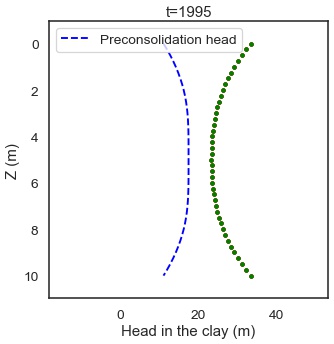 t=1995
Preconsolidation head
0
2
4
6
8
10
Z (m)
0 20 40
Head in the clay (m)